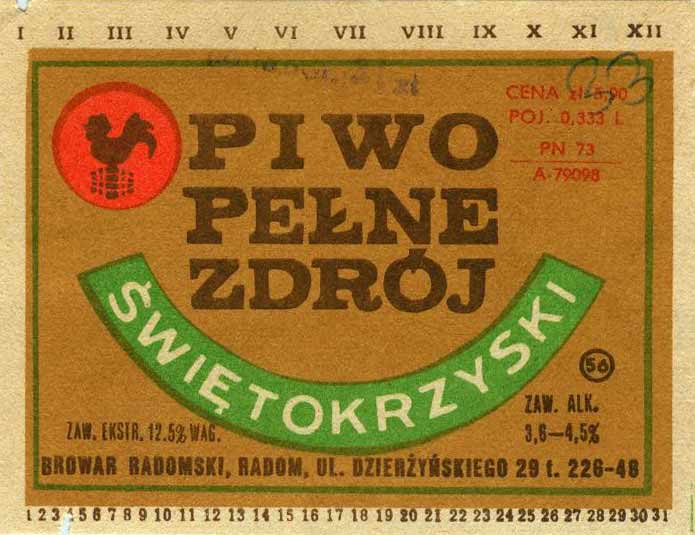 I II III IV V VI VII VIII IX X XI XII
33
CENA zł 5,90
POJ. 0,333 L
PN 73
A-79098
PIWO
PEŁNE
ZDRÓJ
ŚWIĘTOKRZYSKI
56
ZAW. EKSTR. 12.5% WAG.
ZAW. ALK.
3,6—4,5%
BROWAR RADOMSKI, RADOM, UL. DZIERŻYŃSKIEGO 29 t. 226-48
1 2 3 4 5 6 7 8 9 10 11 12 13 14 15 16 17 18 19 20 21 22 23 24 25 26 27 28 29 30 31